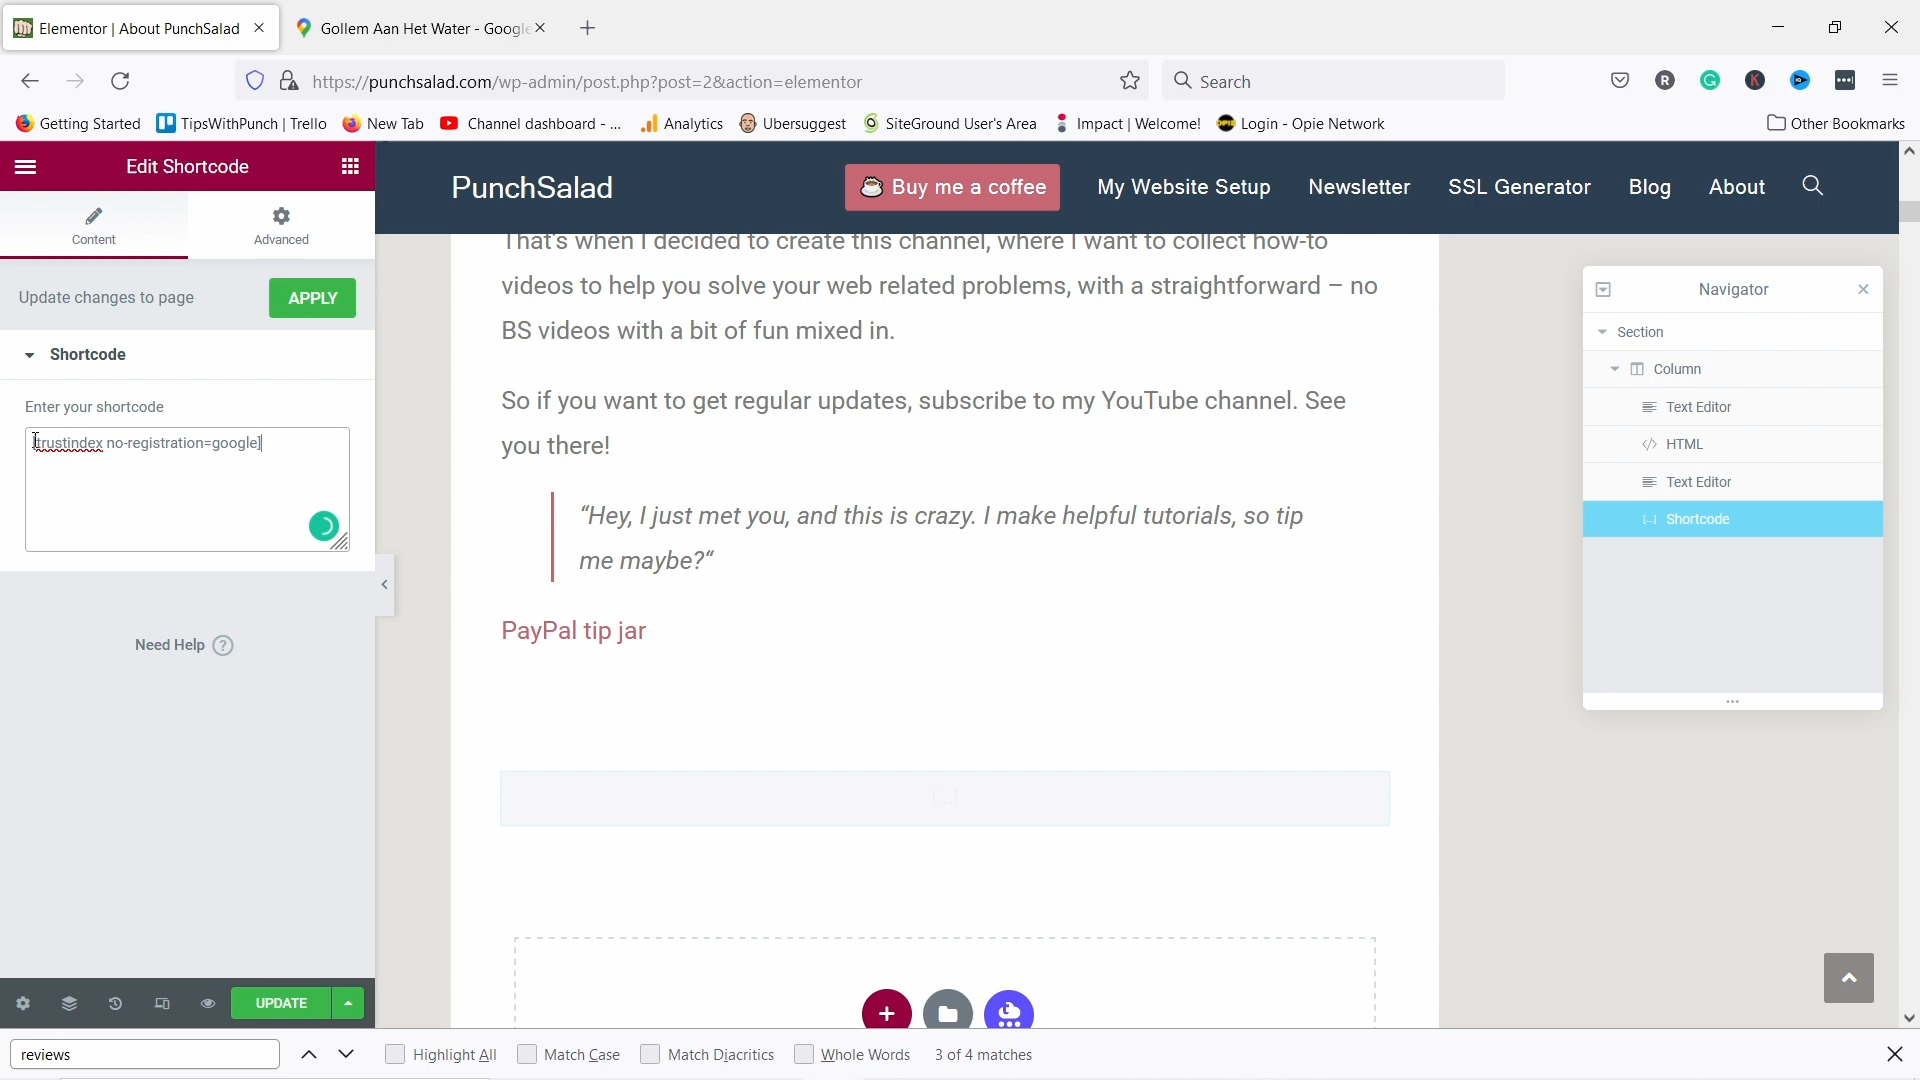 Elementor | About PunchSalad
Gollem Aan Het Water - Google
https://punchsalad.com/wp-admin/post.php?post=2&action=elementor
Search
Getting Started
TipsWithPunch | Trello
New Tab
Channel dashboard - ...
Analytics
Ubersuggest
SiteGround User's Area
Impact | Welcome!
Login - Opie Network
Other Bookmarks
Edit Shortcode
Content
Advanced
Update changes to page
APPLY
Shortcode
Enter your shortcode
[trustindex no-registration=google]
Need Help ?
UPDATE
PunchSalad
Buy me a coffee
My Website Setup
Newsletter
SSL Generator
Blog
About
That's when I decided to create this channel, where I want to collect how-to
videos to help you solve your web related problems, with a straightforward – no
BS videos with a bit of fun mixed in.
So if you want to get regular updates, subscribe to my YouTube channel. See
you there!
“Hey, I just met you, and this is crazy. I make helpful tutorials, so tip
me maybe?“
PayPal tip jar
Navigator
Section
Column
Text Editor
HTML
Text Editor
Shortcode
reviews
Highlight All
Match Case
Match Diacritics
Whole Words
3 of 4 matches